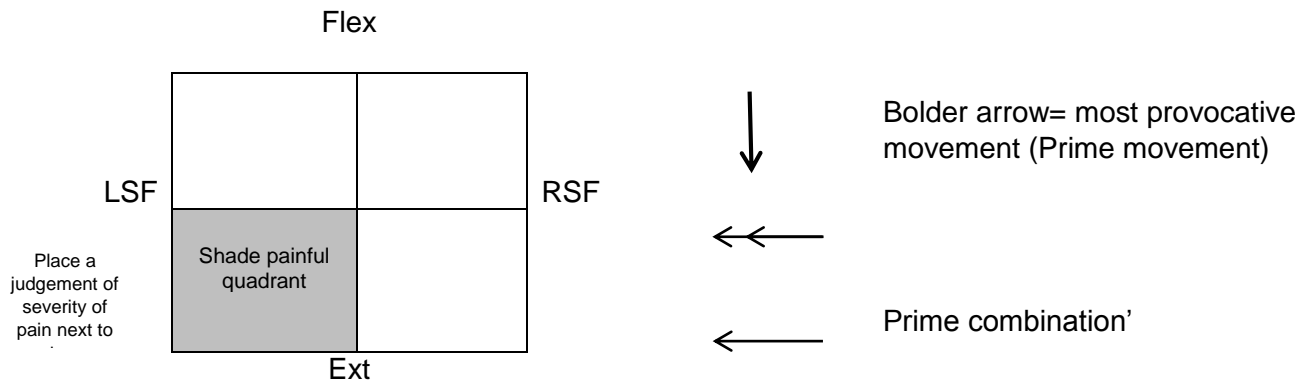 Flex
LSF
RSF
Shade painful
quadrant
Place a
judgement of
severity of
pain next to
Ext
Bolder arrow= most provocative
movement (Prime movement)
Prime combination’